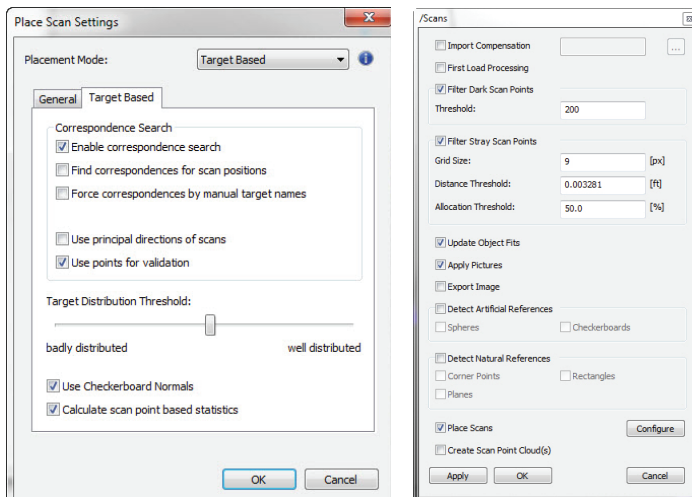 Place Scan Settings
Placement Mode: Target Based
General Target Based
Correspondence Search
Enable correspondence search
Find correspondences for scan positions
Force correspondences by manual target names
Use principal directions of scans
Use points for validation
Target Distribution Threshold:
badly distributed well distributed
Use Checkerboard Normals
Calculate scan point based statistics
OK Cancel
/Scans
Import Compensation ...
First Load Processing
Filter Dark Scan Points
Threshold: 200
Filter Stray Scan Points
Grid Size: 9 [px]
Distance Threshold: 0.003281 [ft]
Allocation Threshold: 50.0 [%]
Update Object Fits
Apply Pictures
Export Image
Detect Artificial References
Spheres Checkerboards
Detect Natural References
Corner Points Rectangles
Planes
Place Scans Configure
Create Scan Point Cloud(s)
Apply OK Cancel